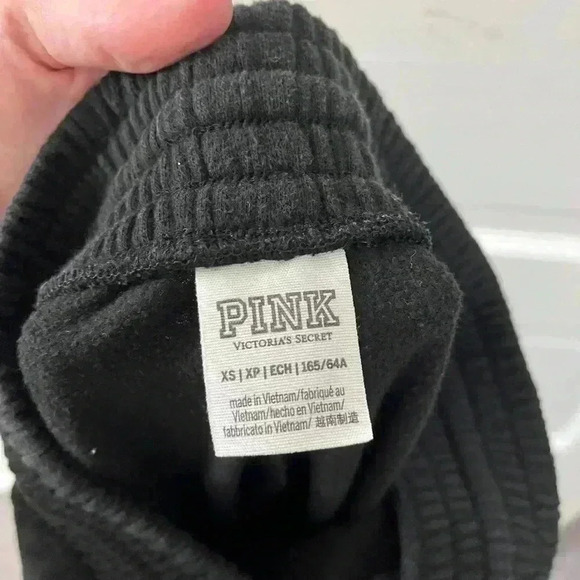 PINK
VICTORIA'S SECRET
XS | XP | ECH | 165/64A
made in Vietnam/fabriqué au
Vietnam/hecho en Vietnam/
fabbricato in Vietnam/ 越南制造